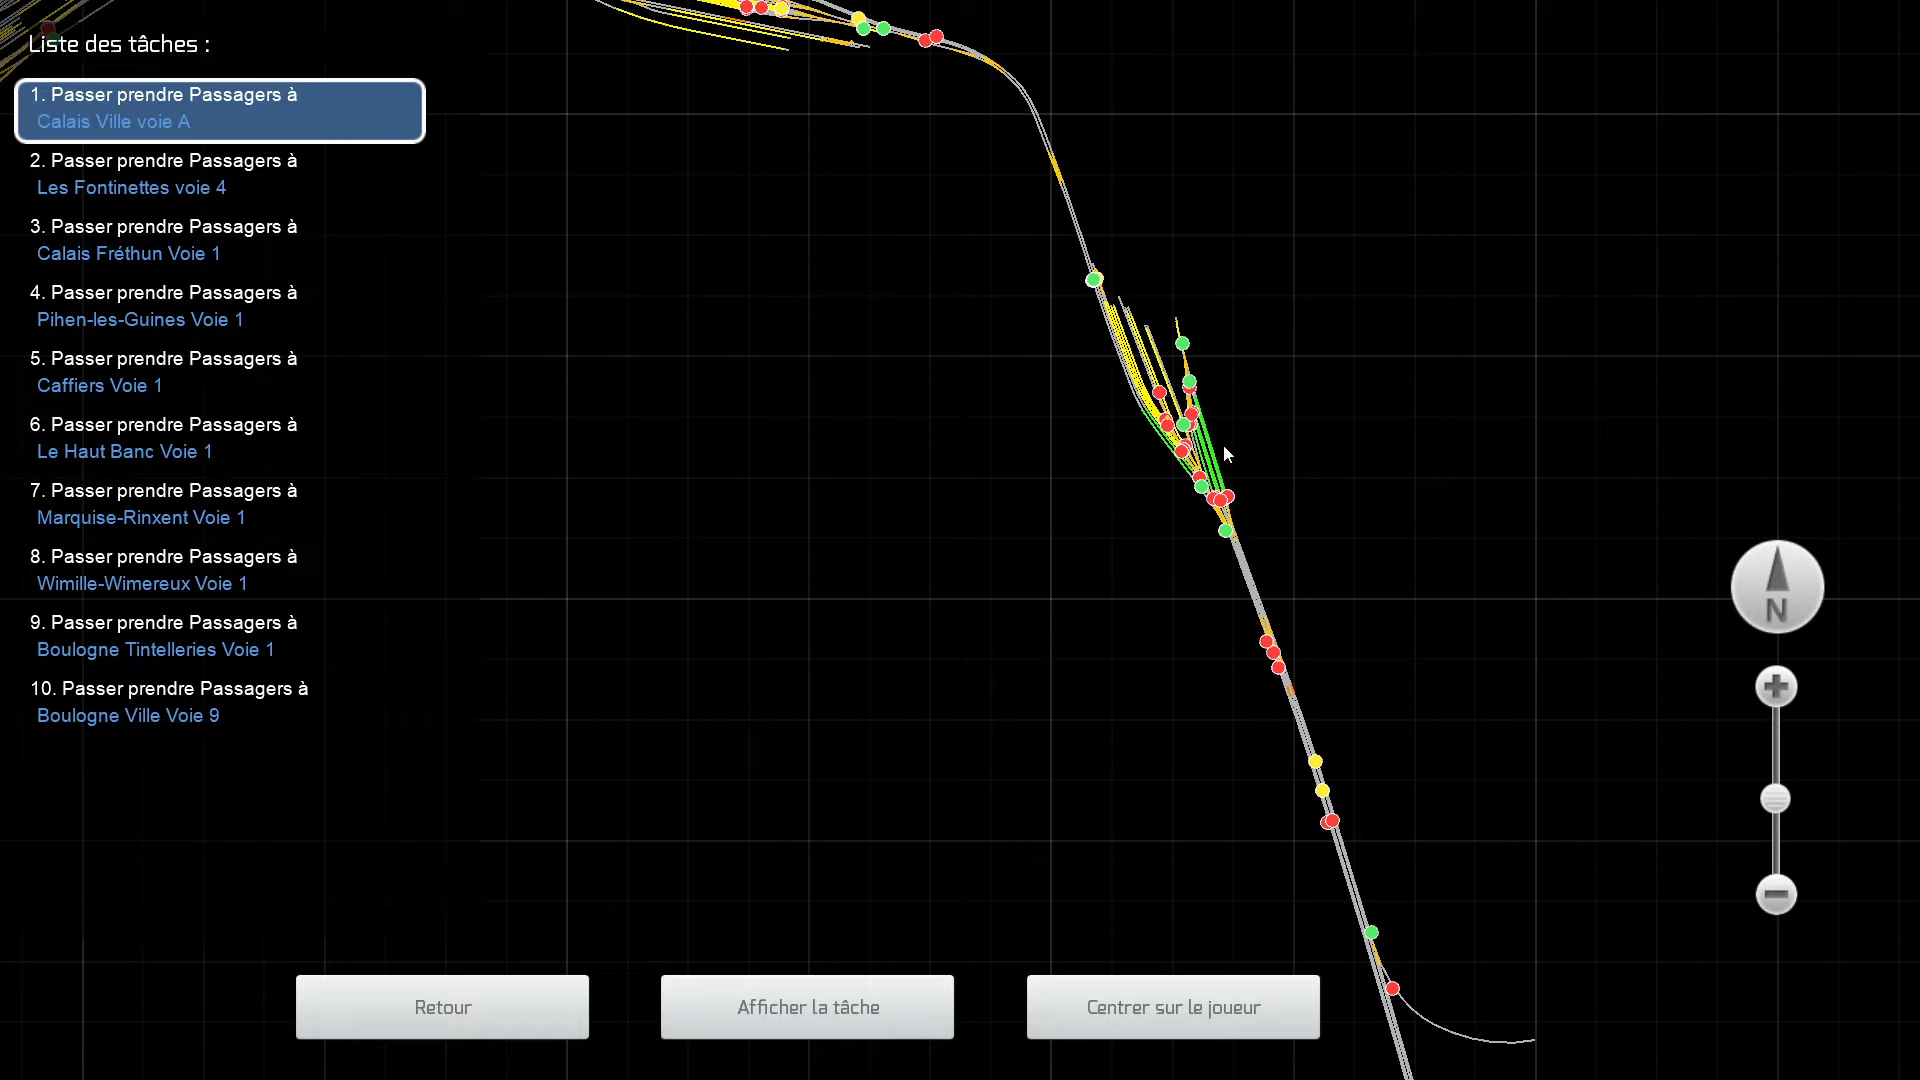 Liste des tâches :
1. Passer prendre Passagers à
Calais Ville voie A
2. Passer prendre Passagers à
Les Fontinettes voie 4
3. Passer prendre Passagers à
Calais Fréthun Voie 1
4. Passer prendre Passagers à
Pihen-les-Guines Voie 1
5. Passer prendre Passagers à
Caffiers Voie 1
6. Passer prendre Passagers à
Le Haut Banc Voie 1
7. Passer prendre Passagers à
Marquise-Rinxent Voie 1
8. Passer prendre Passagers à
Wimille-Wimereux Voie 1
9. Passer prendre Passagers à
Boulogne Tintelleries Voie 1
10. Passer prendre Passagers à
Boulogne Ville Voie 9
N
Retour
Afficher la tâche
Centrer sur le joueur